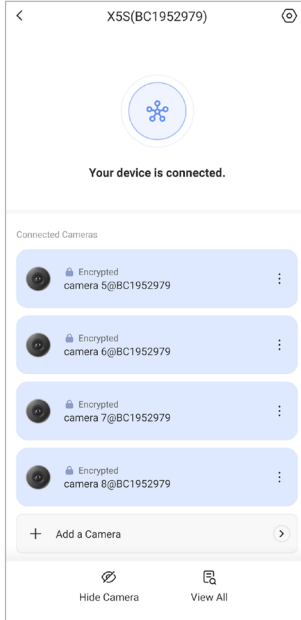 X5S(BC1952979)
Your device is connected.
Connected Cameras
Encrypted
camera 5@BC1952979
Encrypted
camera 6@BC1952979
Encrypted
camera 7@BC1952979
Encrypted
camera 8@BC1952979
Add a Camera
Hide Camera
View All